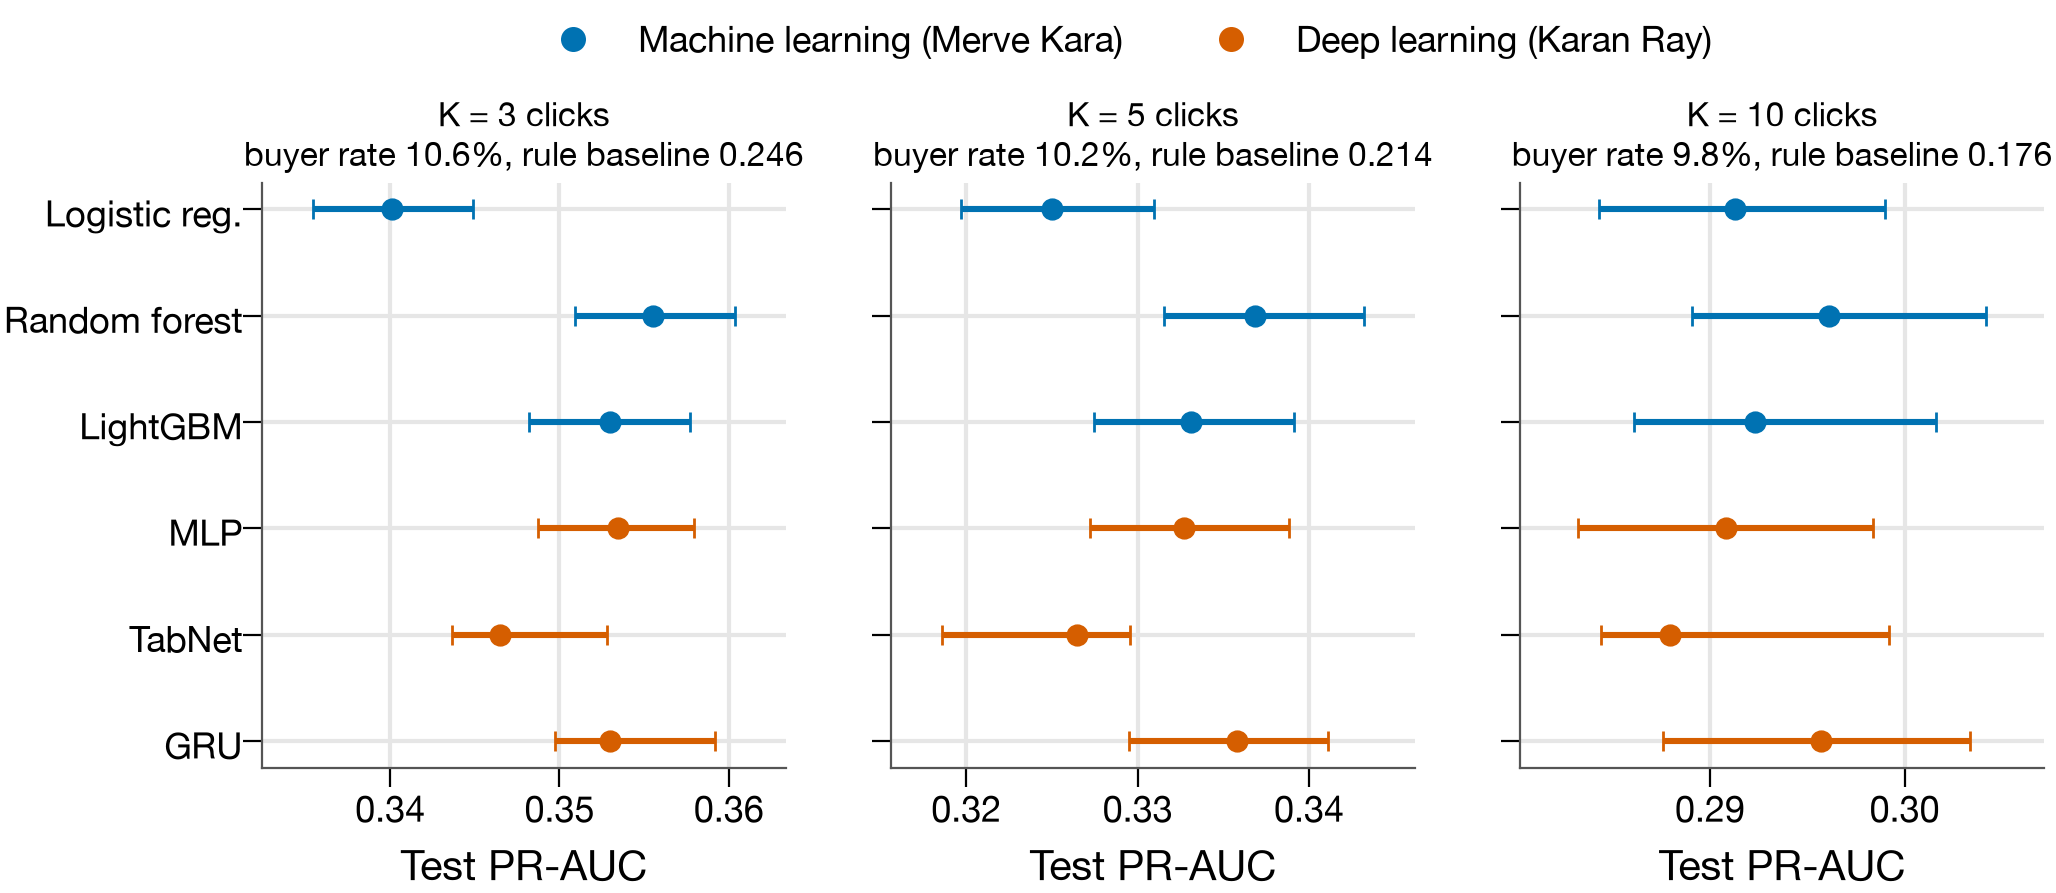 Machine learning (Merve Kara) Deep learning (Karan Ray)
K = 3 clicks
buyer rate 10.6%, rule baseline 0.246
K = 5 clicks
buyer rate 10.2%, rule baseline 0.214
K = 10 clicks
buyer rate 9.8%, rule baseline 0.176
Logistic reg.
Random forest
LightGBM
MLP
TabNet
GRU
0.34 0.35 0.36
Test PR-AUC
0.32 0.33 0.34
Test PR-AUC
0.29 0.30
Test PR-AUC